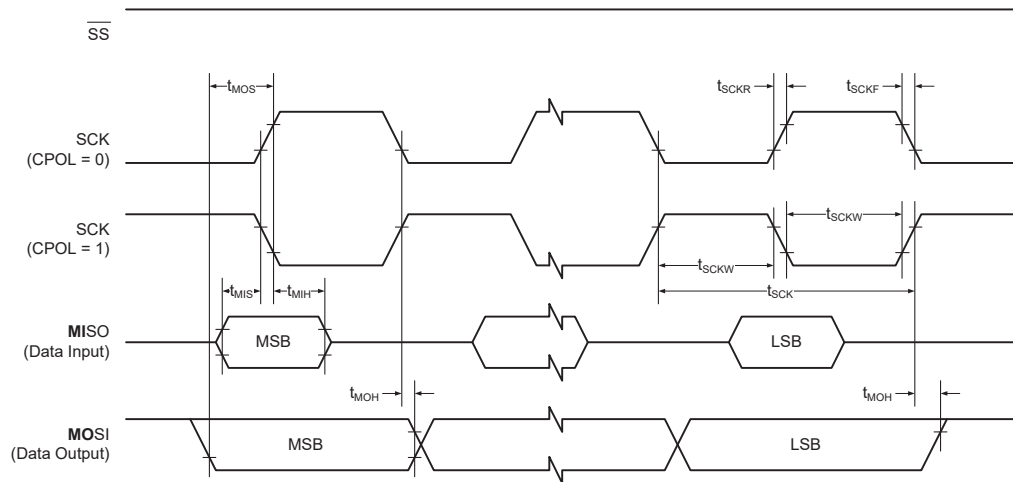 SS
tMOS
tSCKR
tSCKF
SCK
(CPOL = 0)
SCK
(CPOL = 1)
tSCKW
tSCKW
tSCK
tMIS
tMIH
MISO
(Data Input)
MSB
LSB
tMOH
tMOH
MOSI
(Data Output)
MSB
LSB